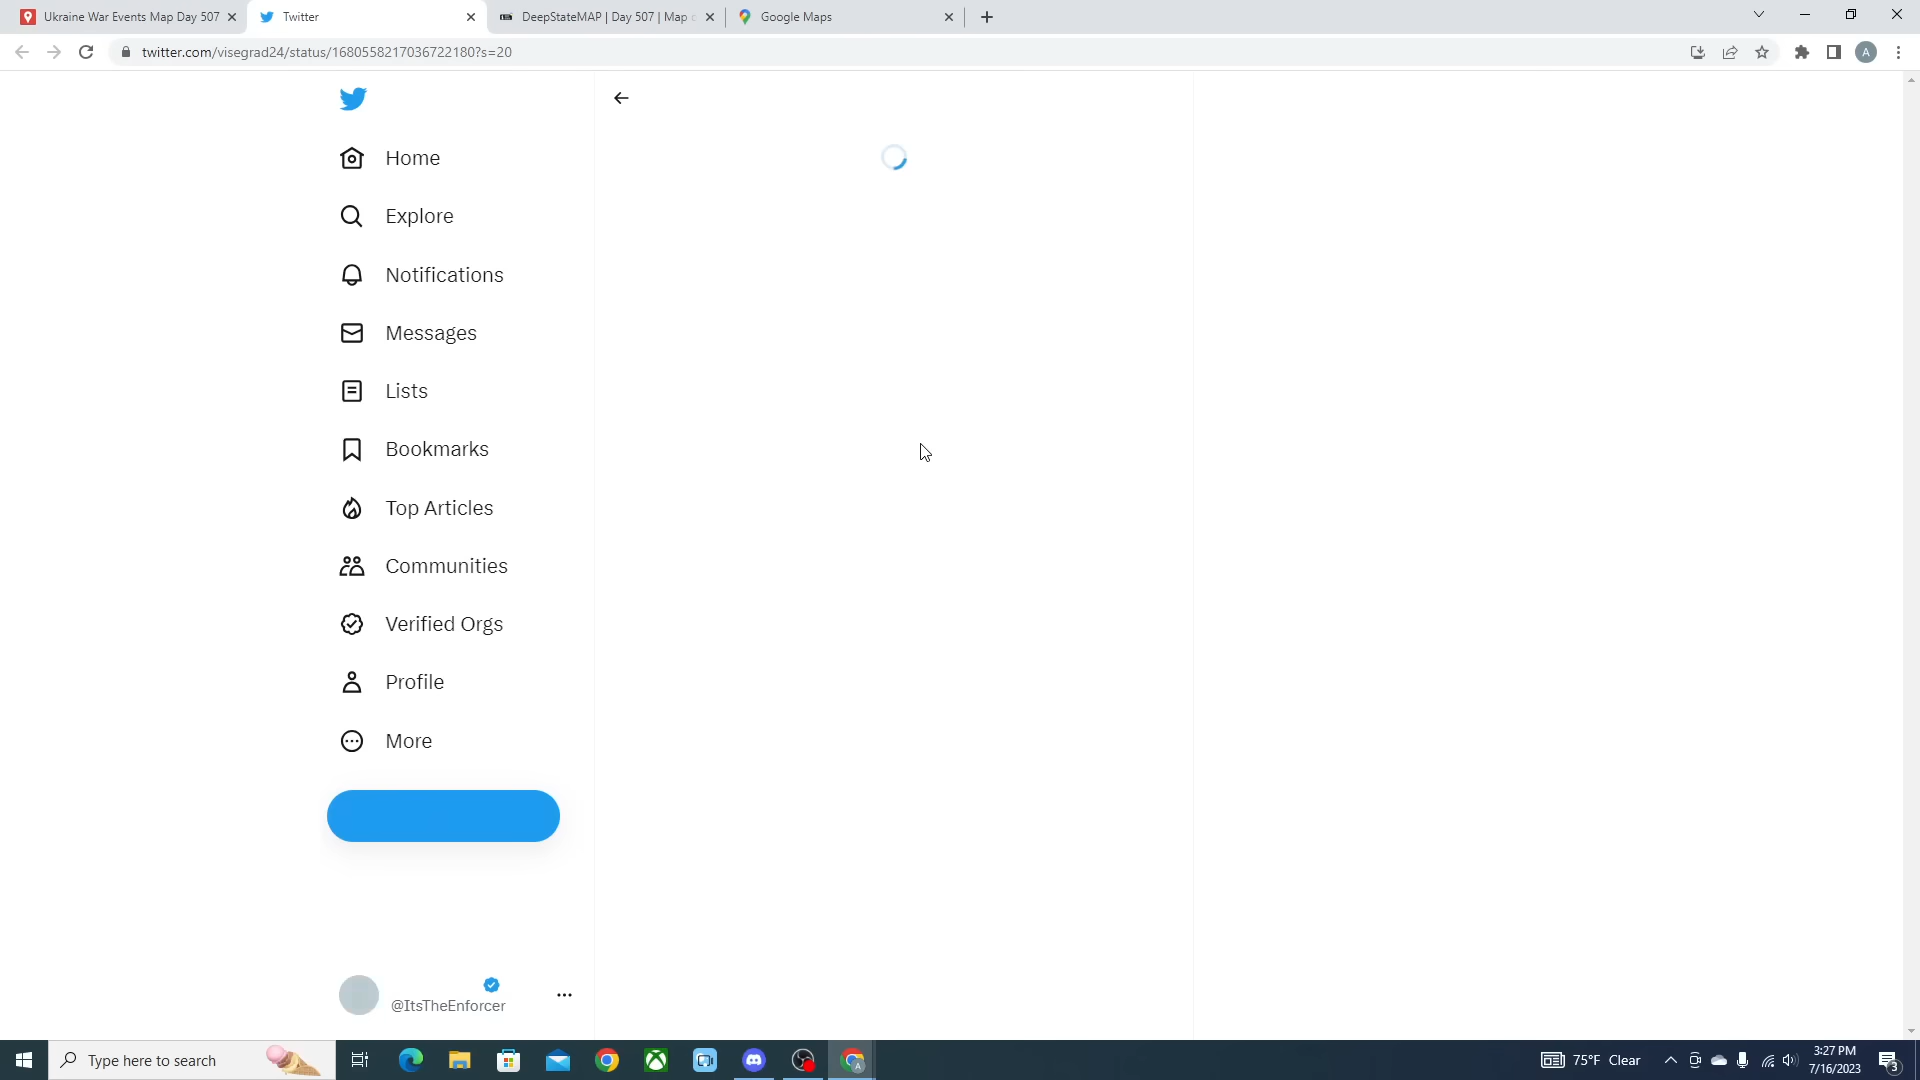 Ukraine War Events Map Day 507
Twitter
DeepStateMAP | Day 507 | Map
Google Maps
twitter.com/visegrad24/status/1680558217036722180?s=20
A
Home
Explore
Notifications
Messages
Lists
Bookmarks
Top Articles
Communities
Verified Orgs
Profile
More
@ItsTheEnforcer
Type here to search
A
75°F Clear
3:27 PM
7/16/2023
3